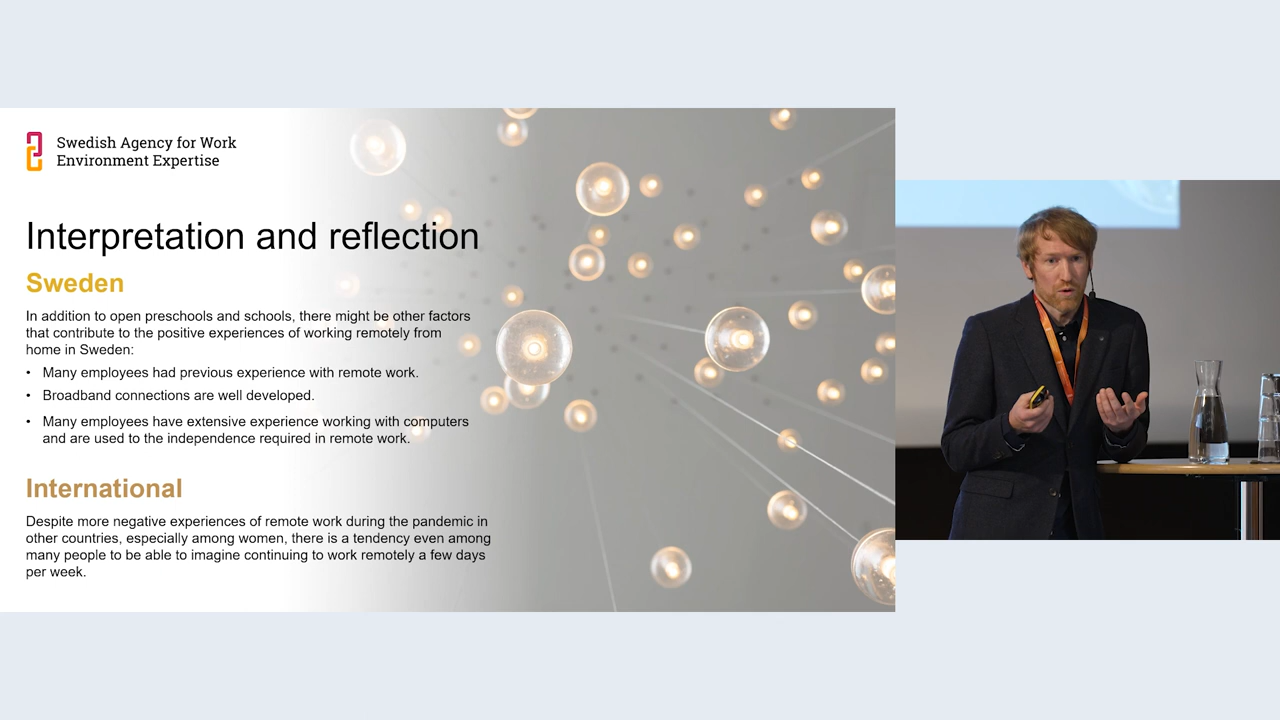 Swedish Agency for Work
Environment Expertise
Interpretation and reflection
Sweden
In addition to open preschools and schools, there might be other factors
that contribute to the positive experiences of working remotely from
home in Sweden:
• Many employees had previous experience with remote work.
• Broadband connections are well developed.
• Many employees have extensive experience working with computers
and are used to the independence required in remote work.
International
Despite more negative experiences of remote work during the pandemic in
other countries, especially among women, there is a tendency even among
many people to be able to imagine continuing to work remotely a few days
per week.